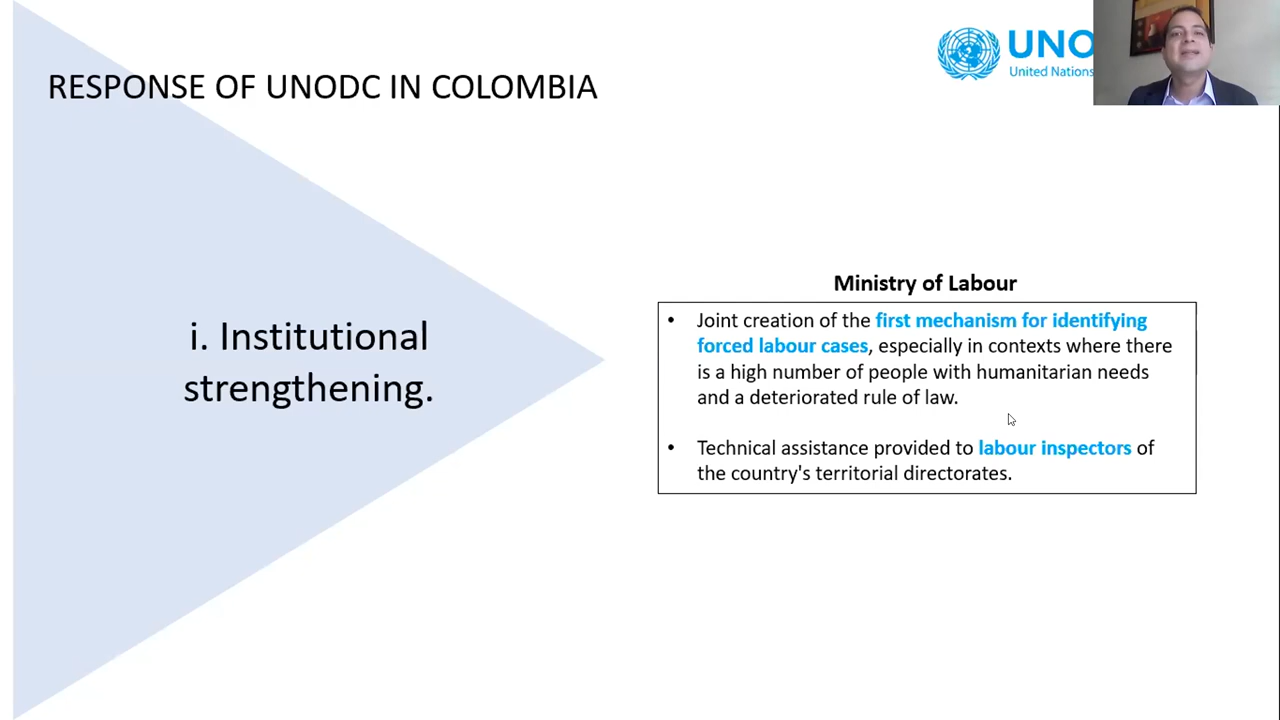 RESPONSE OF UNODC IN COLOMBIA
UNO
United Nations
i. Institutional
strengthening.
Ministry of Labour
• Joint creation of the first mechanism for identifying
forced labour cases, especially in contexts where there
is a high number of people with humanitarian needs
and a deteriorated rule of law.
• Technical assistance provided to labour inspectors of
the country's territorial directorates.